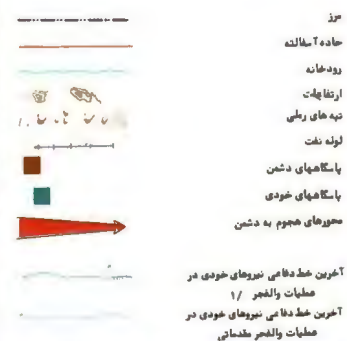 مرز
جاده آسفالته
رودخانه
ارتفاعات
تپه های رملی
لوله نفت
پاسگاههای دشمن
پاسگاههای خودی
محورهای هجوم به دشمن
آخرین خط دفاعی نیروهای خودی در
عملیات والفجر /۱
آخرین خط دفاعی نیروهای خودی در
عملیات والفجر مقدماتی